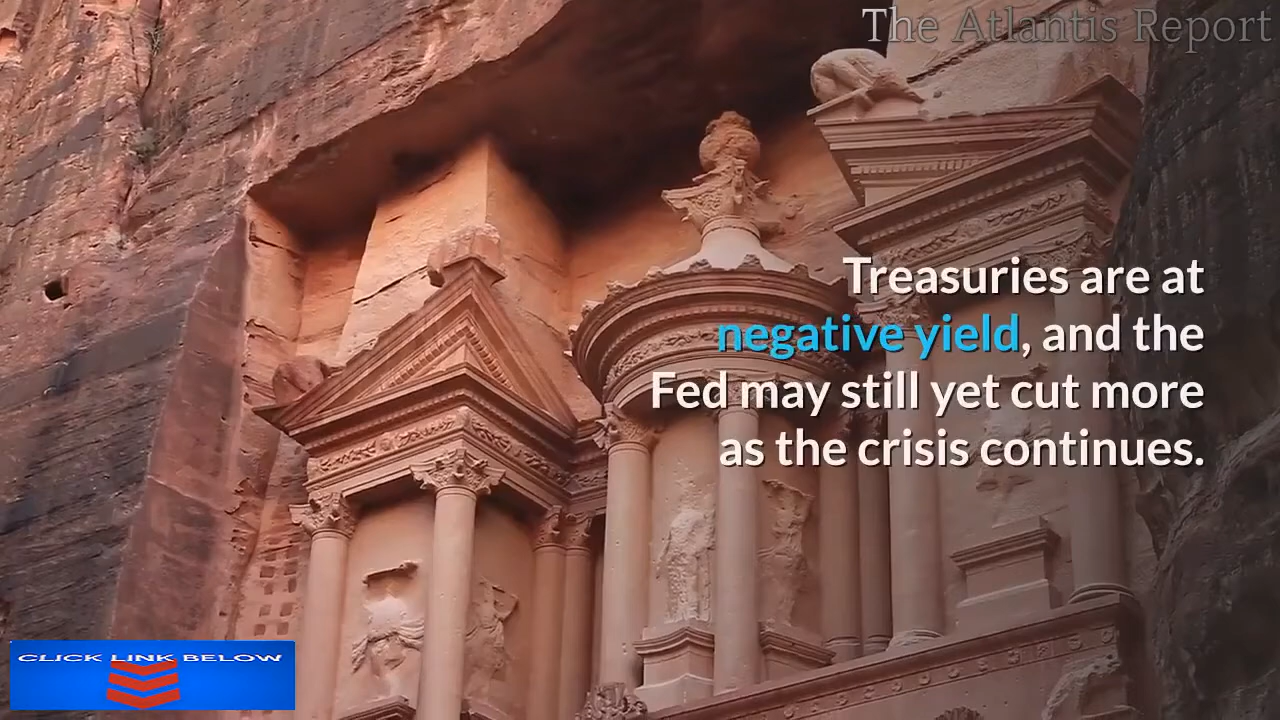 The Atlantis Report
Treasuries are at
negative yield, and the
Fed may still yet cut more
as the crisis continues.
CLICK LINK BELOW